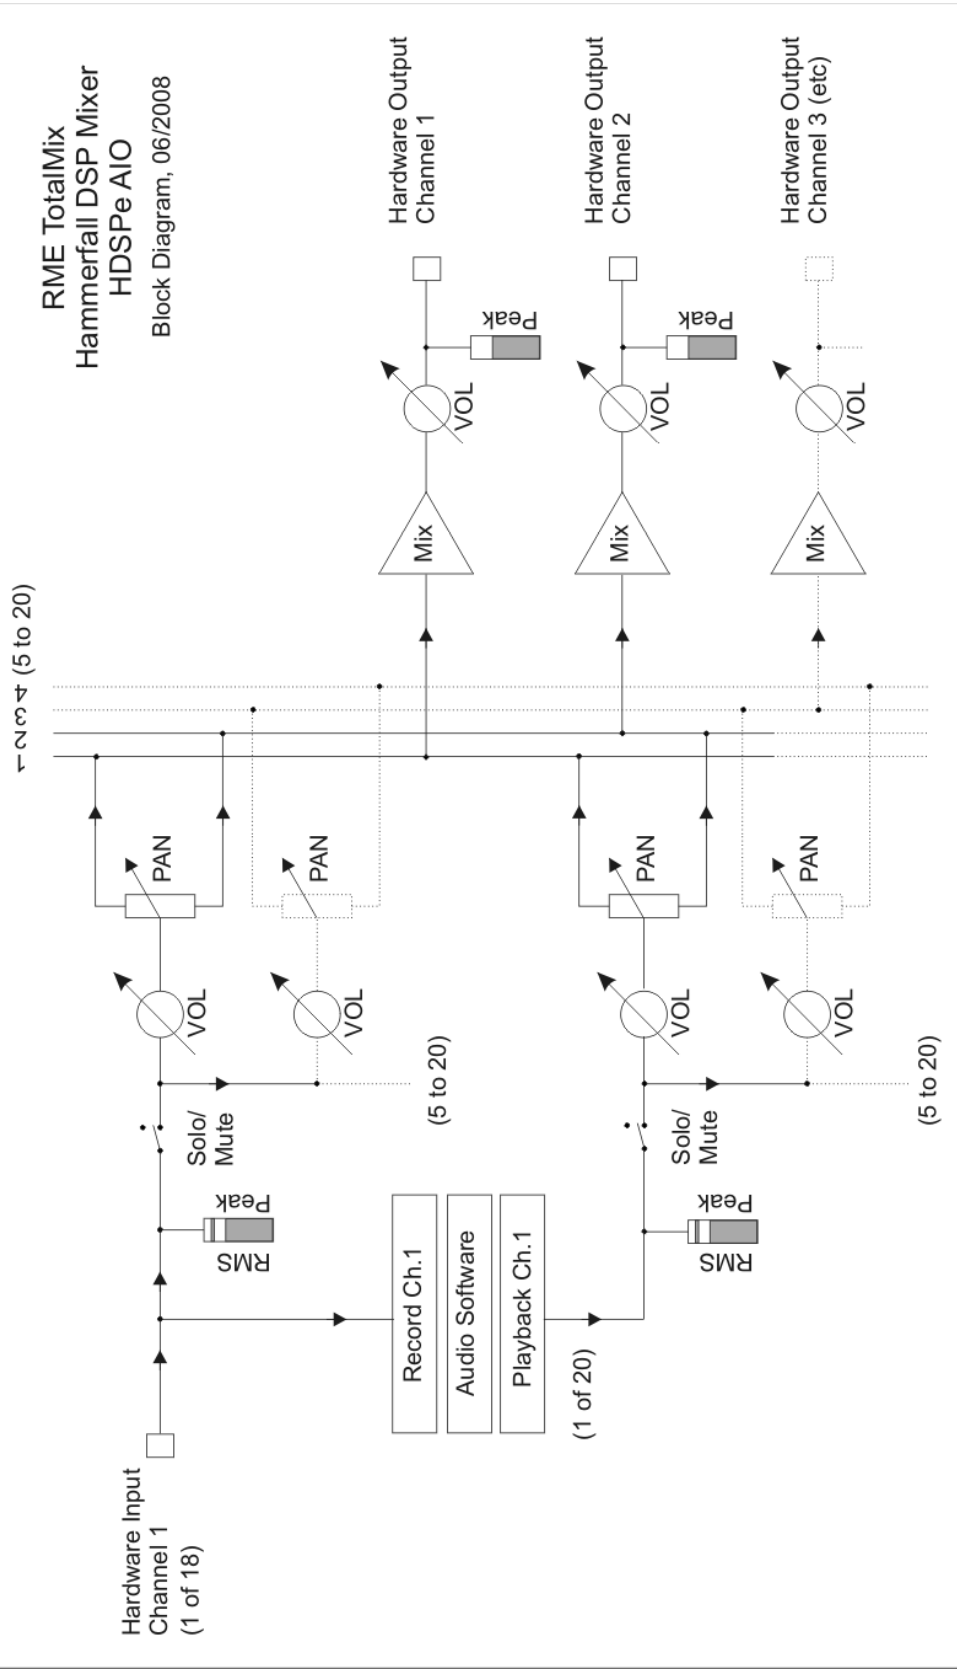 RME TotalMix
Hammerfall DSP Mixer
HDSPe AIO
Block Diagram, 06/2008
Hardware Input
Channel 1
(1 of 18)
RMS
Peak
Solo/
Mute
VOL
PAN
VOL
PAN
(5 to 20)
1 2 3 4 (5 to 20)
Record Ch.1
Audio Software
Playback Ch.1
(1 of 20)
RMS
Peak
Solo/
Mute
VOL
PAN
VOL
PAN
(5 to 20)
Mix
VOL
Peak
Hardware Output
Channel 1
Mix
VOL
Peak
Hardware Output
Channel 2
Mix
VOL
Hardware Output
Channel 3 (etc)